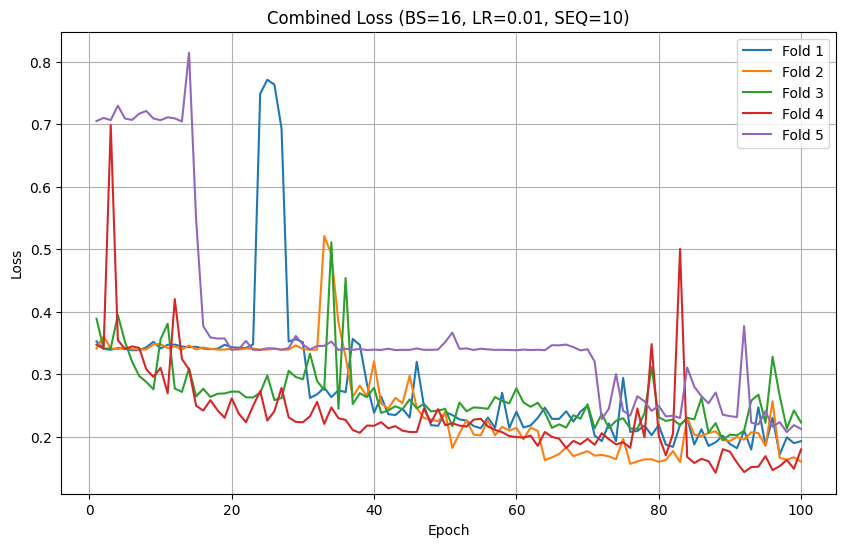 Combined Loss (BS=16, LR=0.01, SEQ=10)
Fold 1
Fold 2
Fold 3
Fold 4
Fold 5
Loss
0.8
0.7
0.6
0.5
0.4
0.3
0.2
0 20 40 60 80 100
Epoch